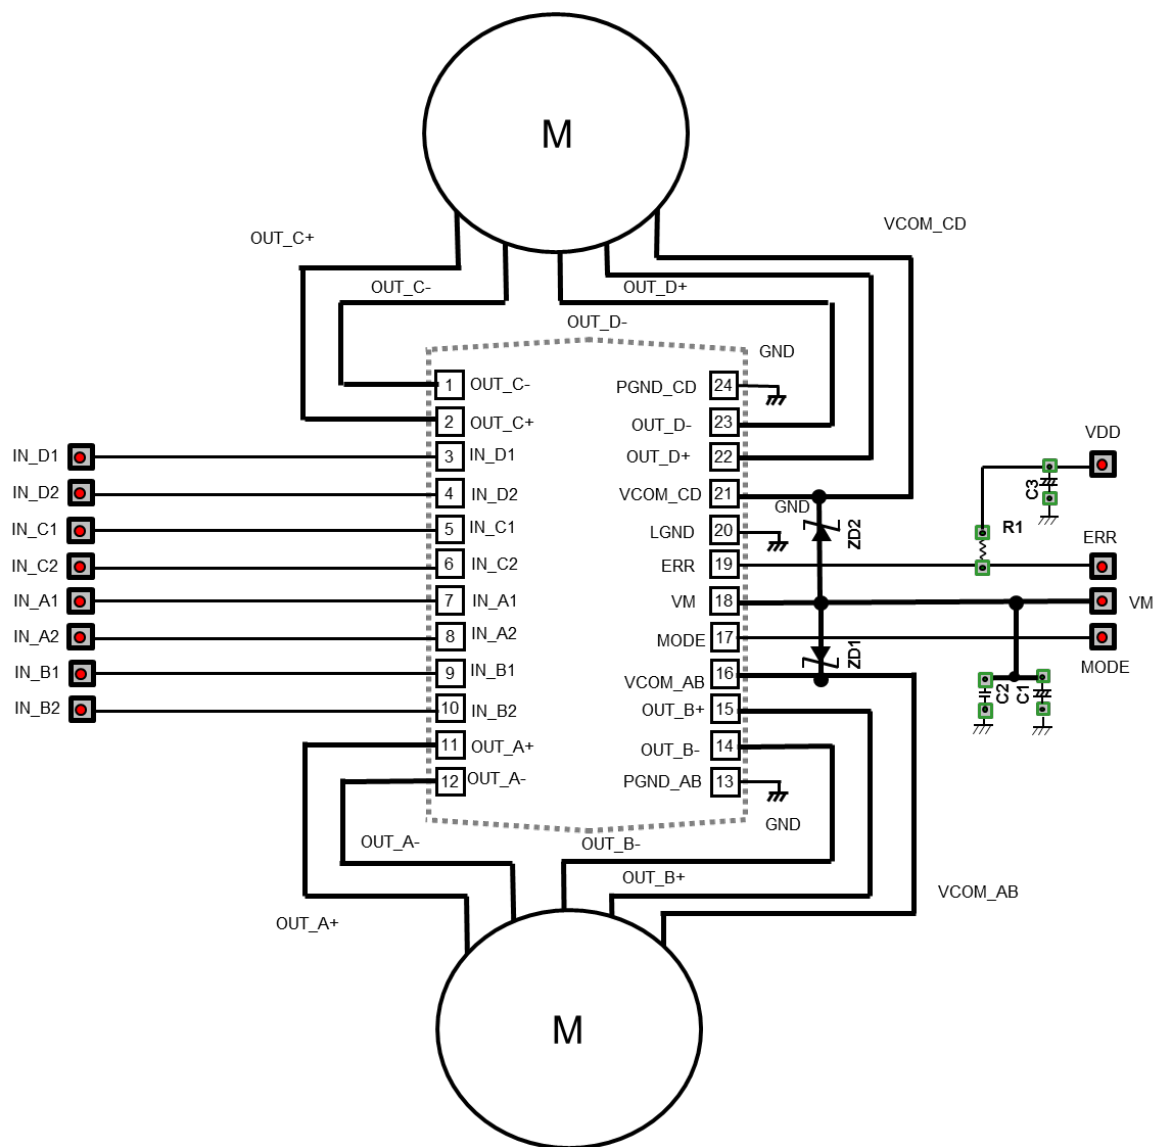 M
OUT_C+
VCOM_CD
OUT_C-
OUT_D+
OUT_D-
GND
1 OUT_C- PGND_CD 24
2 OUT_C+ OUT_D- 23
IN_D1 3 IN_D1 OUT_D+ 22 VDD
IN_D2 4 IN_D2 VCOM_CD 21 C3
GND
IN_C1 5 IN_C1 LGND 20 ZD2 R1 ERR
IN_C2 6 IN_C2 ERR 19
IN_A1 7 IN_A1 VM 18 VM
IN_A2 8 IN_A2 MODE 17 ZD1 MODE
IN_B1 9 IN_B1 VCOM_AB 16 C2 C1
IN_B2 10 IN_B2 OUT_B+ 15
11 OUT_A+ OUT_B- 14
12 OUT_A- PGND_AB 13
GND
OUT_A-
OUT_B-
OUT_B+
VCOM_AB
OUT_A+
M